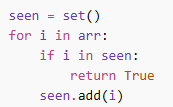 seen = set()
for i in arr:
    if i in seen:
        return True
    seen.add(i)